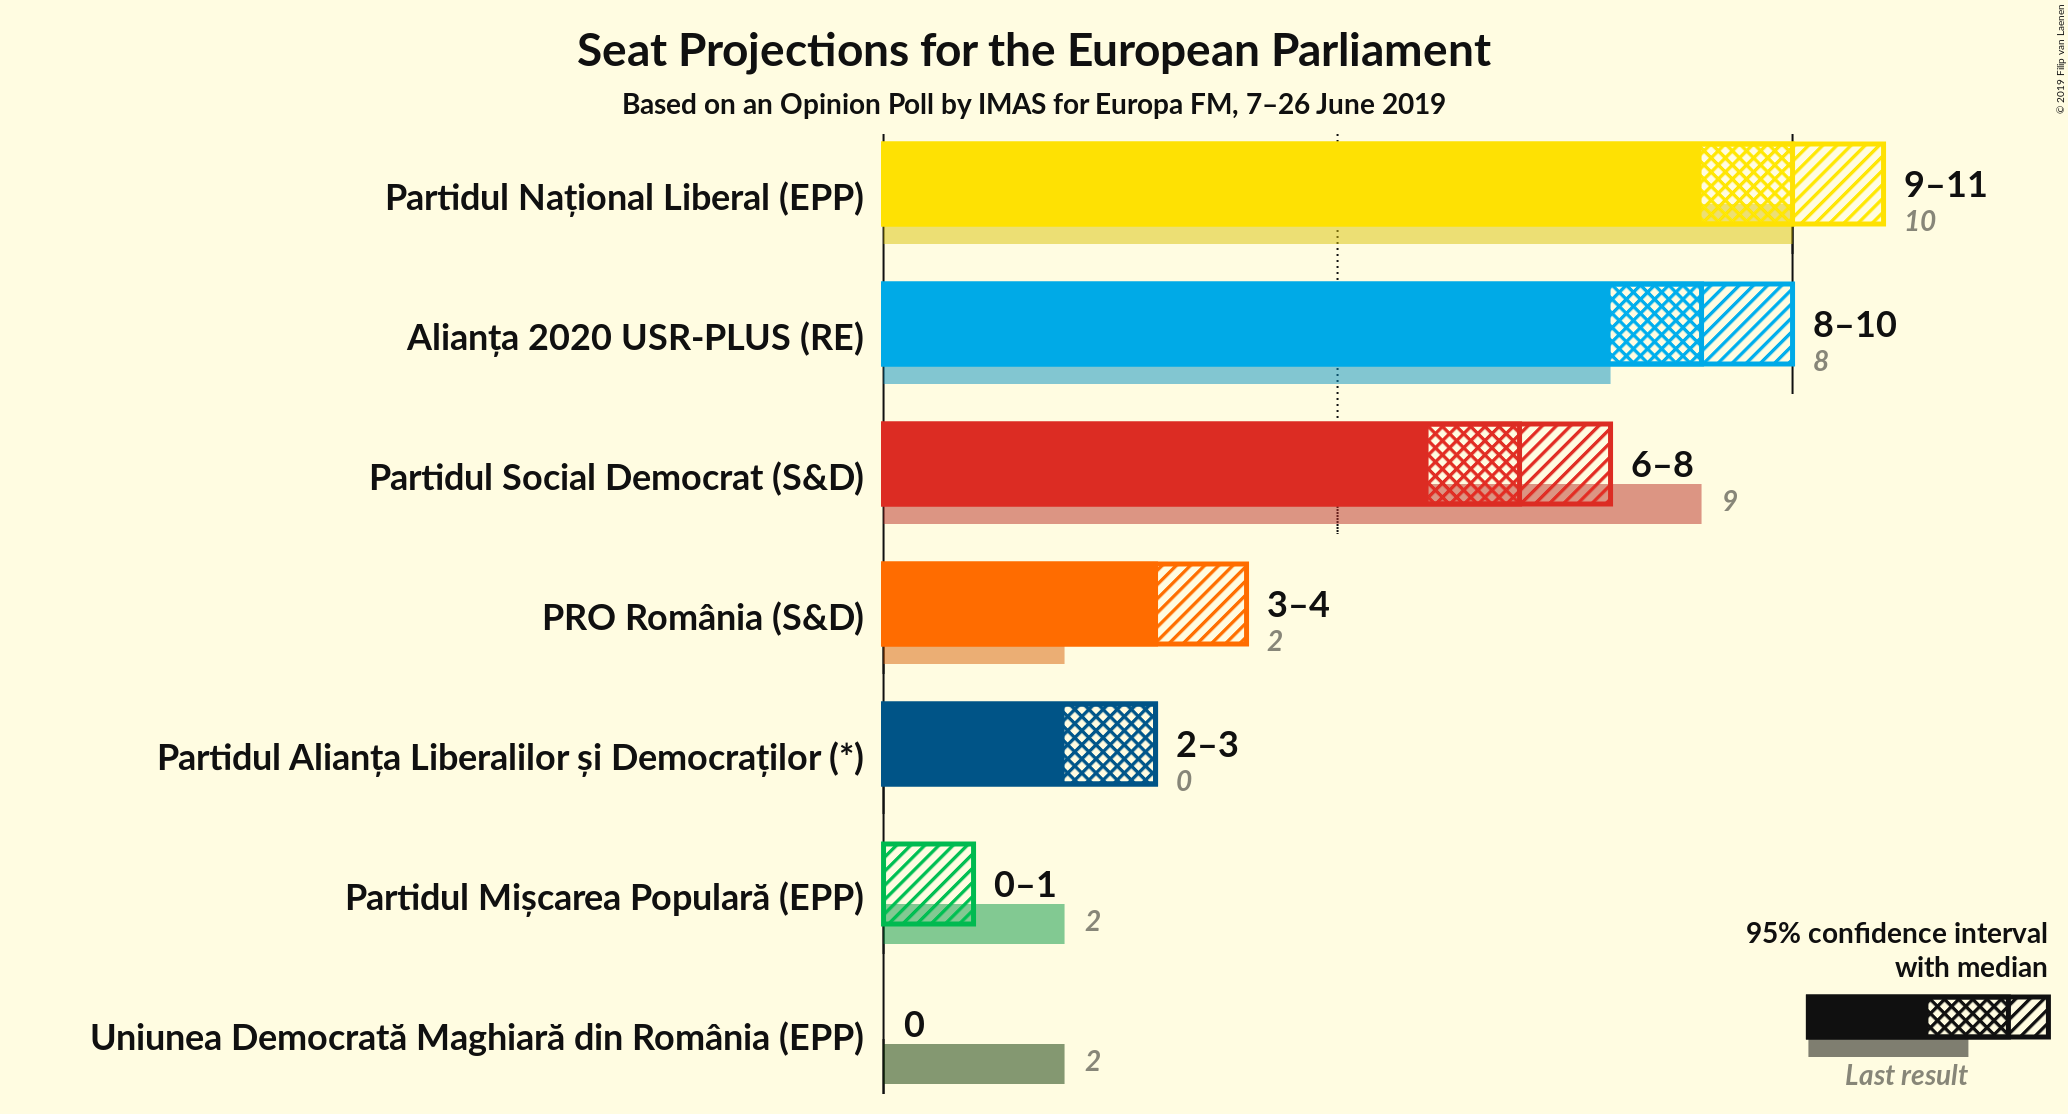 Seat Projections for the European Parliament
Based on an Opinion Poll by IMAS for Europa FM, 7–26 June 2019
© 2019 Filip van Laenen
Partidul Național Liberal (EPP)
9–11
10
Alianța 2020 USR-PLUS (RE)
8–10
8
Partidul Social Democrat (S&D)
6–8
9
PRO România (S&D)
3–4
2
Partidul Alianța Liberalilor și Democraților (*)
2–3
0
Partidul Mișcarea Populară (EPP)
0–1
2
Uniunea Democrată Maghiară din România (EPP)
0
2
95% confidence interval
with median
Last result